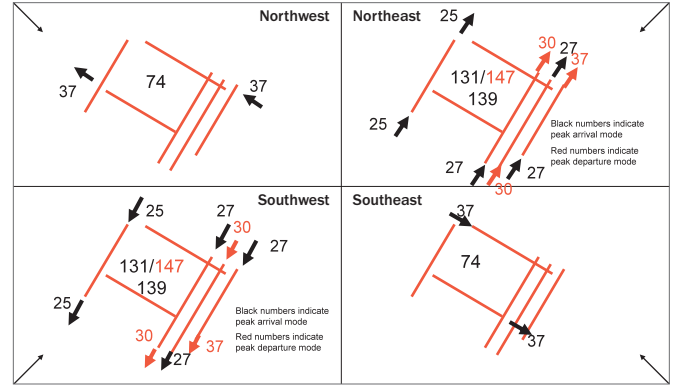 Northwest
74
37
37
Northeast
25
30
27
37
131/147
139
25
Black numbers indicate
peak arrival mode
Red numbers indicate
peak departure mode
27
27
30
Southwest
25
27
30
27
131/147
139
25
Black numbers indicate
peak arrival mode
Red numbers indicate
peak departure mode
30
27
37
Southeast
37
74
37